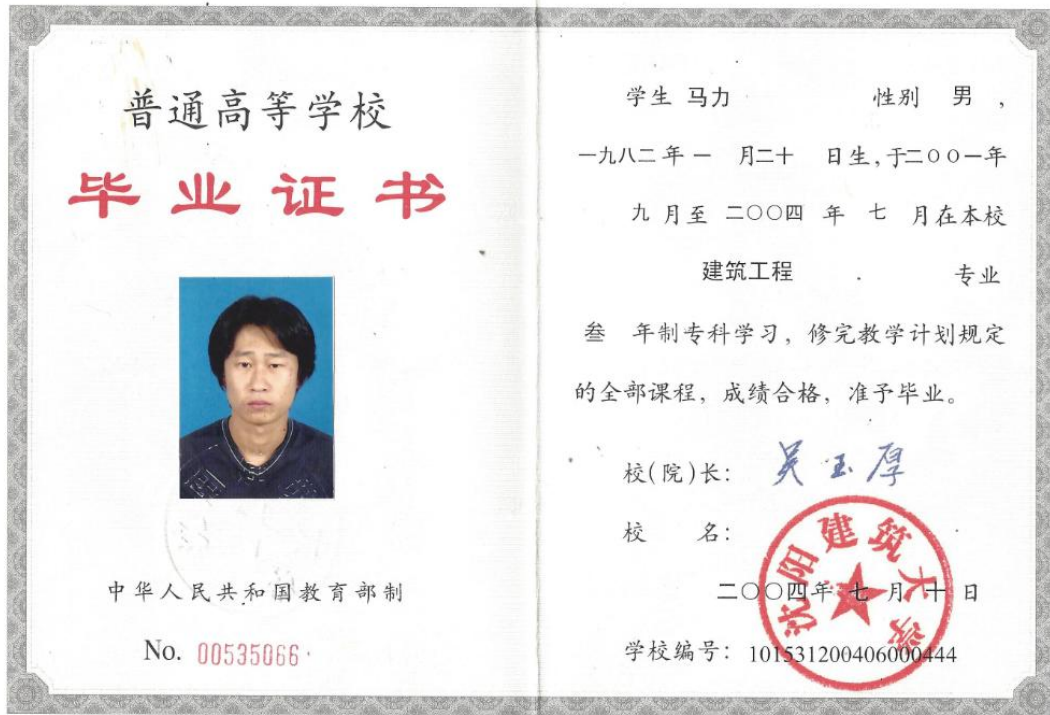 普通高等学校
毕业证书
中华人民共和国教育部制
No. 00535066
学生 马力 性别 男 ,
一九八二 年 一 月二十 日生,于二〇〇一年
九 月至 二〇〇四 年 七 月在本校
建筑工程 . 专业
叁 年制专科学习，修完教学计划规定
的全部课程，成绩合格，准予毕业。
校(院)长： 吴玉厚
校 名：
沈阳建筑大学
二〇〇四年 七 月 十 日
学校编号：101531200406000444